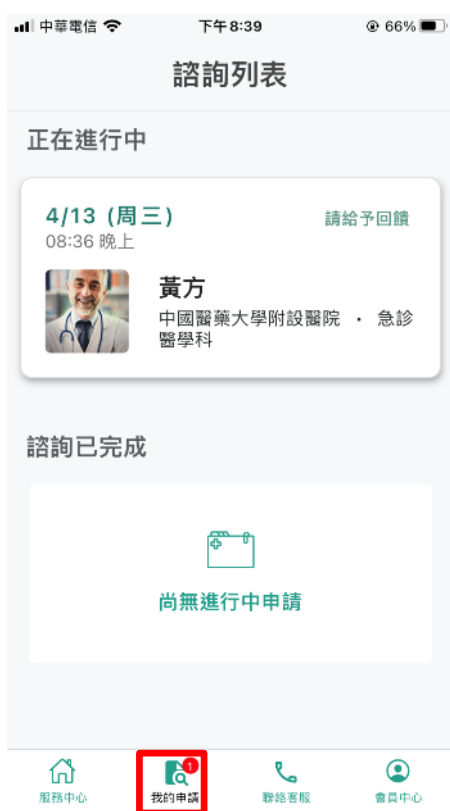 中華電信 下午8:39 66%
諮詢列表
正在進行中
4/13 (周三) 請給予回饋
08:36 晚上
黃方
中國醫藥大學附設醫院 · 急診
醫學科
諮詢已完成
尚無進行中申請
1
服務中心 我的申請 聯絡客服 會員中心